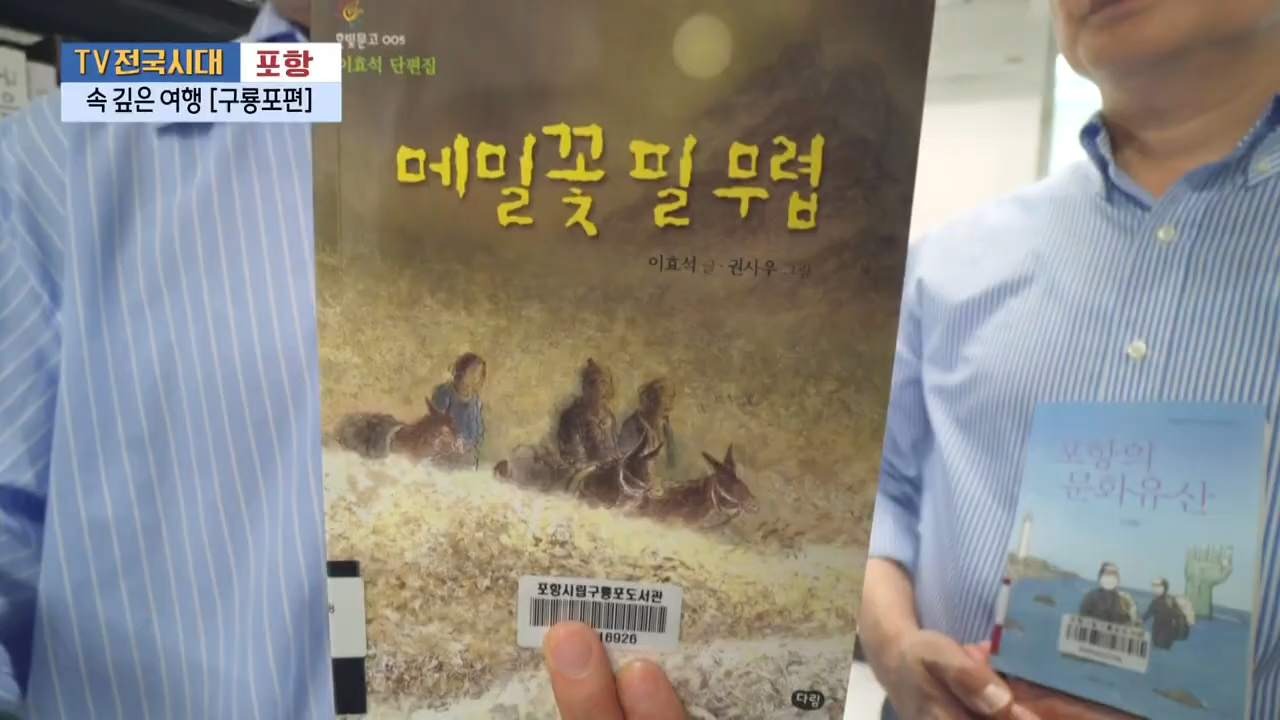 TV전국시대 포항
속 깊은 여행 [구룡포편]
문고 005
이효석 단편집
메밀꽃 필 무렵
이효석 글·권사우 그림
포항시립구룡포도서관
16926
다림
포항의
문화유산